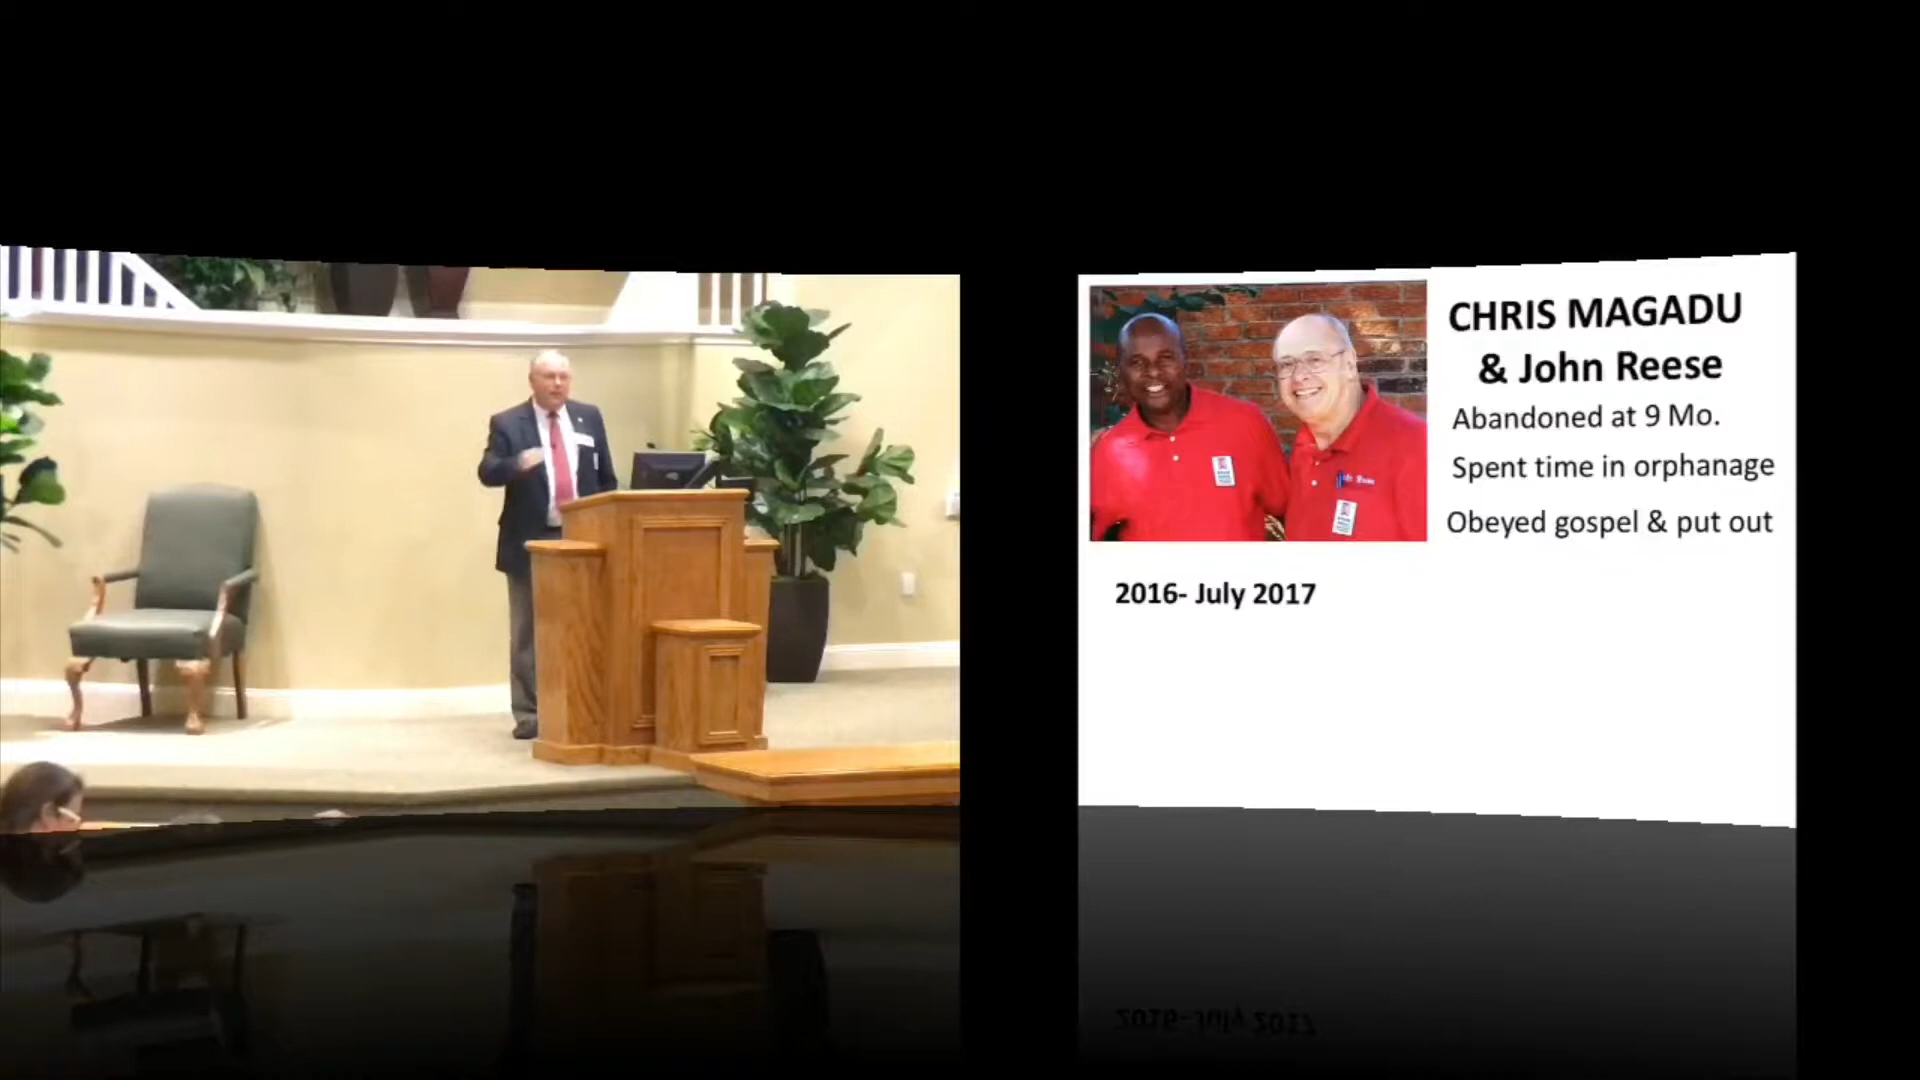 CHRIS MAGADU
& John Reese
Abandoned at 9 Mo.
Spent time in orphanage
Obeyed gospel & put out
2016- July 2017